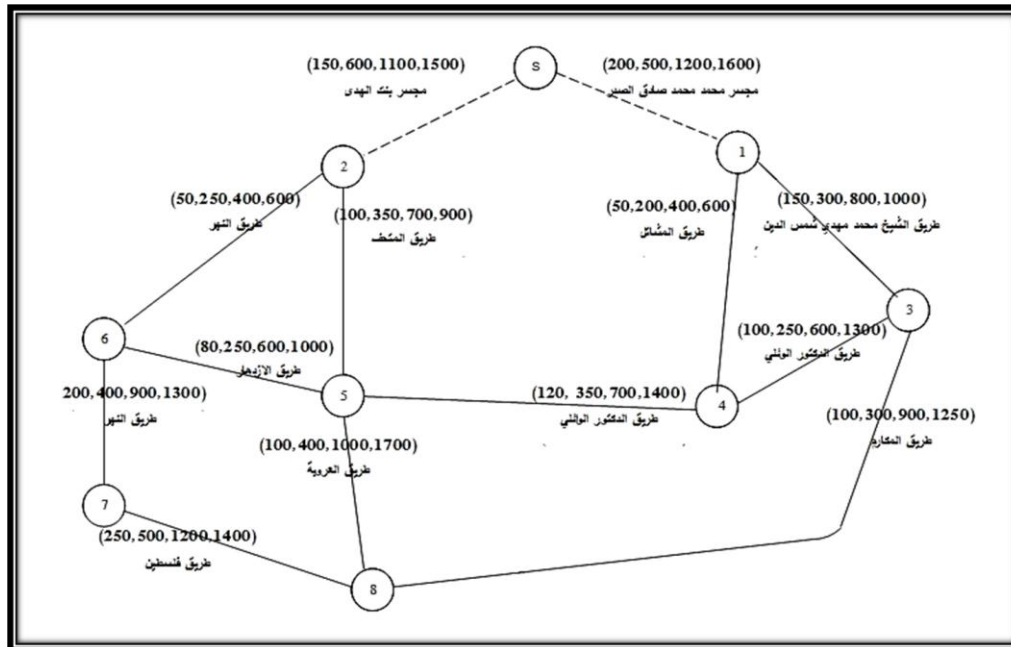 S
(150,600,1100,1500)
مجسر بنت الهدى
(200,500,1200,1600)
مجسر محمد محمد صادق الصدر
2
1
(50,250,400,600)
طريق النهر
(100,350,700,900)
طريق المتحف
(50,200,400,600)
طريق المشاتل
(150,300,800,1000)
طريق الشيخ محمد مهدي شمس الدين
6
3
(80,250,600,1000)
طريق الازدهار
(100,250,600,1300)
طريق الدكتور الوائلي
200,400,900,1300)
طريق النهر
5
(120, 350,700,1400)
طريق الدكتور الوائلي
4
(100,300,900,1250)
طريق المكارم
(100,400,1000,1700)
طريق العروبة
7
(250,500,1200,1400)
طريق فلسطين
8